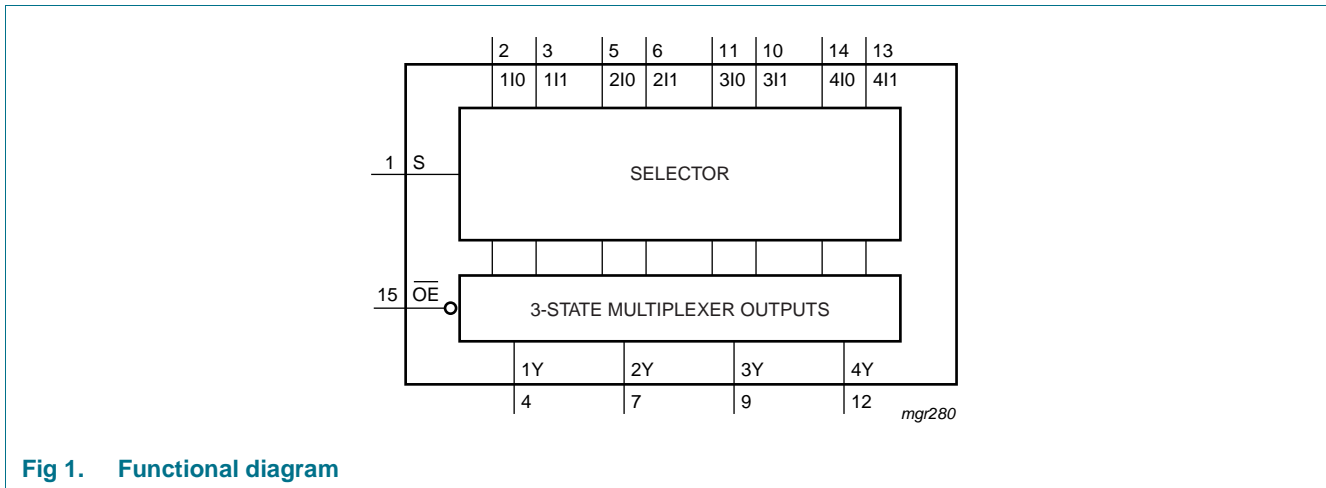 2 3 5 6 11 10 14 13
1I0 1I1 2I0 2I1 3I0 3I1 4I0 4I1
1 S
SELECTOR
15 OE
3-STATE MULTIPLEXER OUTPUTS
1Y 2Y 3Y 4Y
4 7 9 12
mgr280
Fig 1. Functional diagram